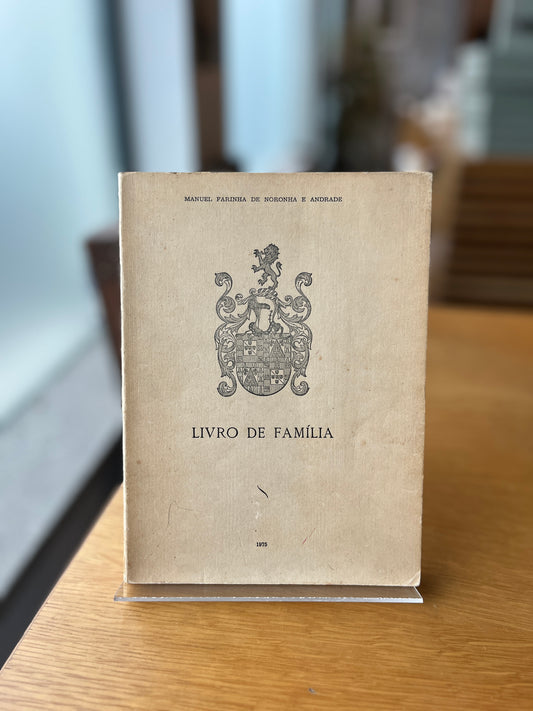 MANUEL FARINHA DE NORONHA E ANDRADE
LIVRO DE FAMÍLIA
1975